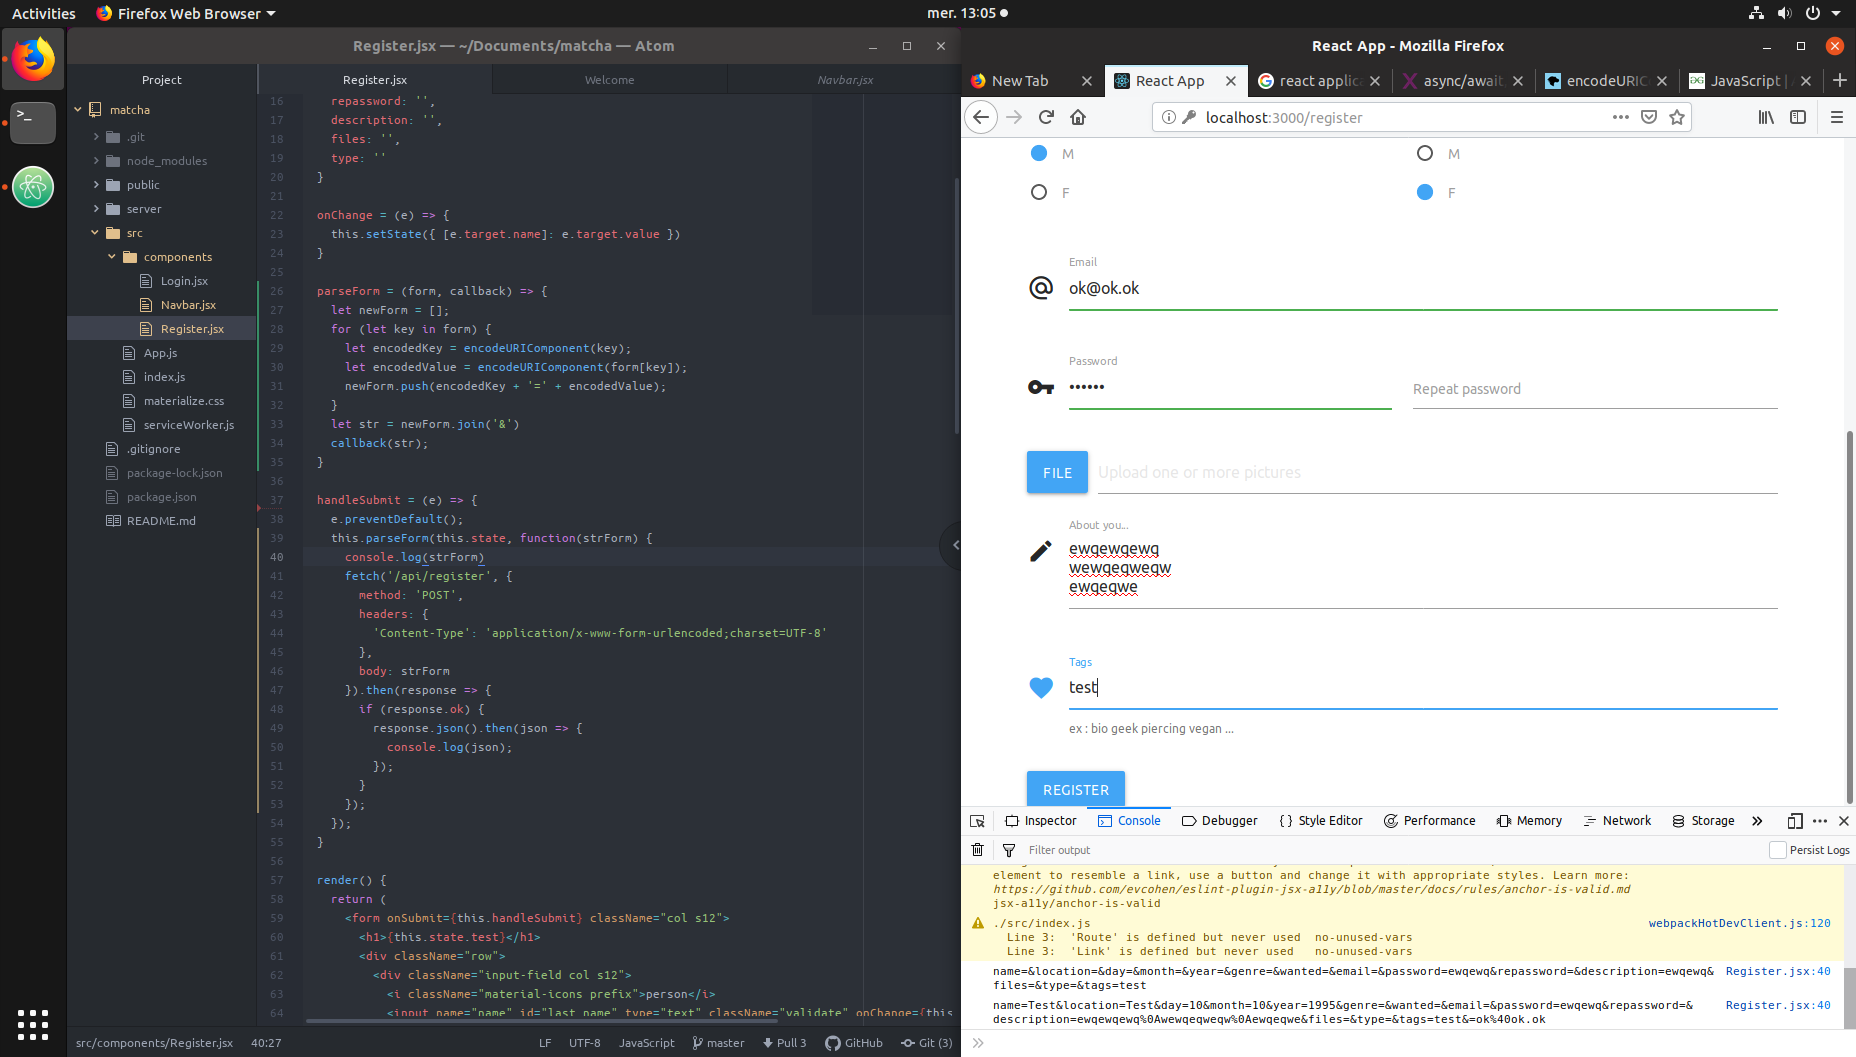 Activities Firefox Web Browser mer. 13:05
Register.jsx — ~/Documents/matcha — Atom
Project
Register.jsx Welcome Navbar.jsx
matcha
.git
node_modules
public
server
src
components
Login.jsx
Navbar.jsx
Register.jsx
App.js
index.js
materialize.css
serviceWorker.js
.gitignore
package-lock.json
package.json
README.md
16 repassword: '',
17 description: '',
18 files: '',
19 type: ''
20 }
21
22 onChange = (e) => {
23 this.setState({ [e.target.name]: e.target.value })
24 }
25
26 parseForm = (form, callback) => {
27 let newForm = [];
28 for (let key in form) {
29 let encodedKey = encodeURIComponent(key);
30 let encodedValue = encodeURIComponent(form[key]);
31 newForm.push(encodedKey + '=' + encodedValue);
32 }
33 let str = newForm.join('&')
34 callback(str);
35 }
36
37 handleSubmit = (e) => {
38 e.preventDefault();
39 this.parseForm(this.state, function(strForm) {
40 console.log(strForm)
41 fetch('/api/register', {
42 method: 'POST',
43 headers: {
44 'Content-Type': 'application/x-www-form-urlencoded;charset=UTF-8'
45 },
46 body: strForm
47 }).then(response => {
48 if (response.ok) {
49 response.json().then(json => {
50 console.log(json);
51 });
52 }
53 });
54 });
55 }
56
57 render() {
58 return (
59 <form onSubmit={this.handleSubmit} className="col s12">
60 <h1>{this.state.test}</h1>
61 <div className="row">
62 <div className="input-field col s12">
63 <i className="material-icons prefix">person</i>
64 <input name="name" id="last_name" type="text" className="validate" onChange={this
src/components/Register.jsx 40:27 LF UTF-8 JavaScript master Pull 3 GitHub Git (3)
React App - Mozilla Firefox
New Tab React App react applic async/await encodeURIC JavaScript |
localhost:3000/register
M M
F F
Email
ok@ok.ok
Password
••••••
Repeat password
FILE Upload one or more pictures
About you...
ewqewqewq
wewqeqweqw
ewqeqwe
Tags
test
ex : bio geek piercing vegan ...
REGISTER
Inspector Console Debugger { } Style Editor Performance Memory Network Storage
Filter output Persist Logs
element to resemble a link, use a button and change it with appropriate styles. Learn more:
https://github.com/evcohen/eslint-plugin-jsx-a11y/blob/master/docs/rules/anchor-is-valid.md
jsx-a11y/anchor-is-valid
./src/index.js webpackHotDevClient.js:120
Line 3: 'Route' is defined but never used no-unused-vars
Line 3: 'Link' is defined but never used no-unused-vars
name=&location=&day=&month=&year=&genre=&wanted=&email=&password=ewqewq&repassword=&description=ewqewq& Register.jsx:40
files=&type=&tags=test
name=Test&location=Test&day=10&month=10&year=1995&genre=&wanted=&email=&password=ewqewq&repassword=& Register.jsx:40
description=ewqewqewq%0Awewqeqweqw%0Aewqeqwe&files=&type=&tags=test&=ok%40ok.ok